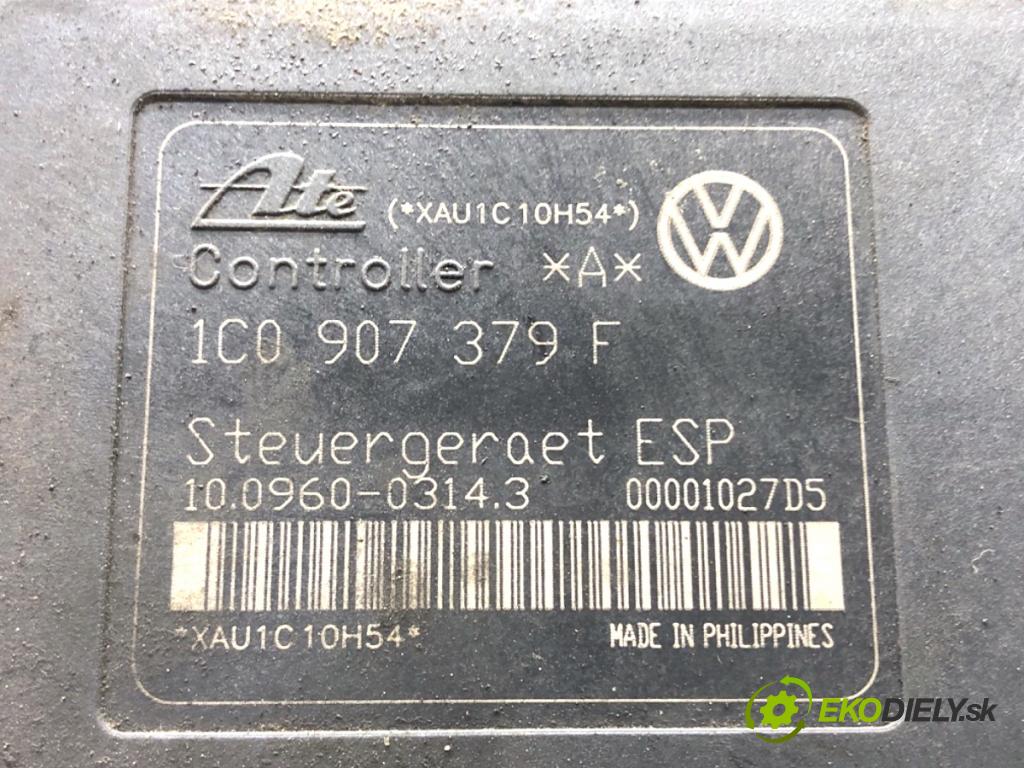 Ate (*XAU1C10H54*) VW
Controller *A*
1C0 907 379 F
Steuergeraet ESP
10.0960-0314.3 00001027D5
*XAU1C10H54* MADE IN PHILIPPINES
EKODIELY.sk